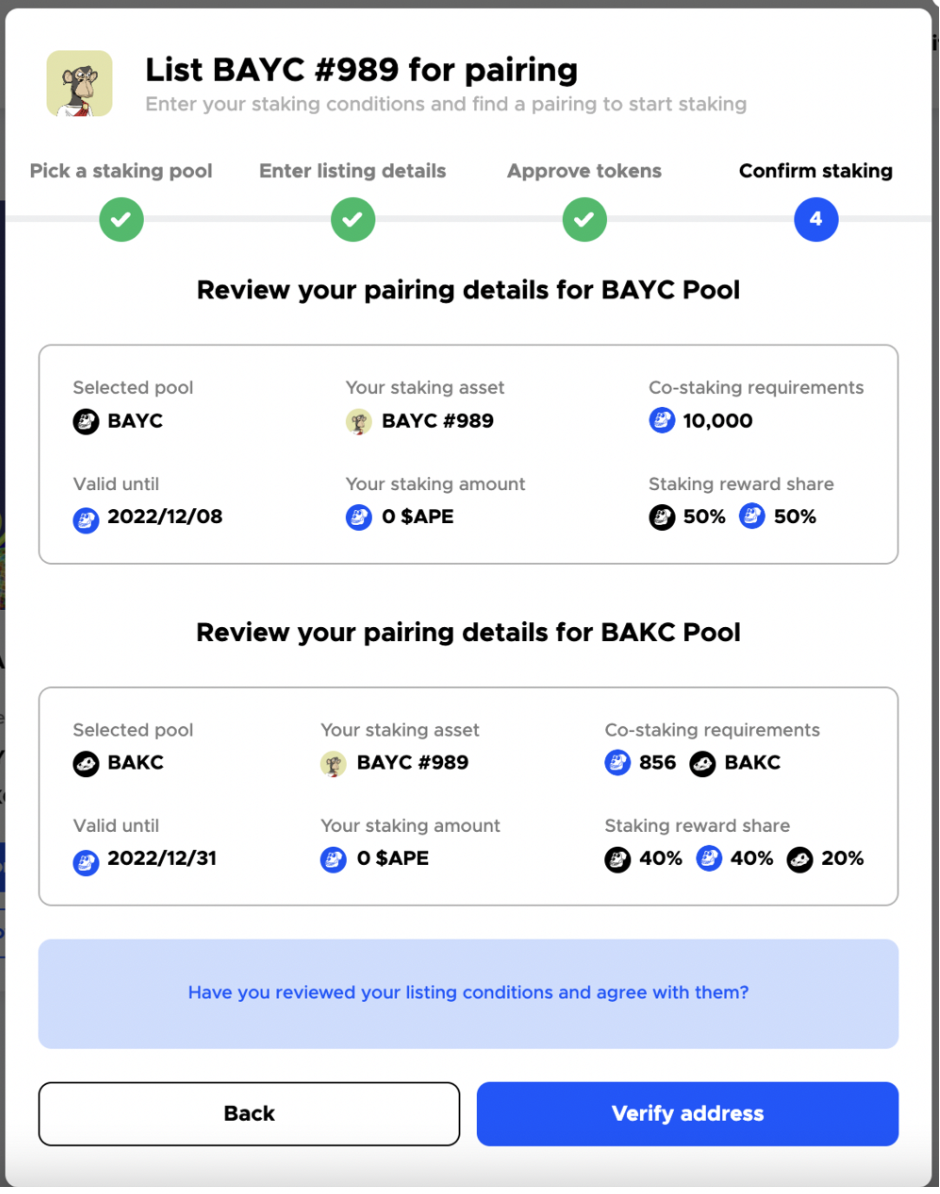 List BAYC #989 for pairing
Enter your staking conditions and find a pairing to start staking
Pick a staking pool Enter listing details Approve tokens Confirm staking
4
Review your pairing details for BAYC Pool
Selected pool Your staking asset Co-staking requirements
BAYC BAYC #989 10,000
Valid until Your staking amount Staking reward share
2022/12/08 0 $APE 50% 50%
Review your pairing details for BAKC Pool
Selected pool Your staking asset Co-staking requirements
BAKC BAYC #989 856 BAKC
Valid until Your staking amount Staking reward share
2022/12/31 0 $APE 40% 40% 20%
Have you reviewed your listing conditions and agree with them?
Back Verify address